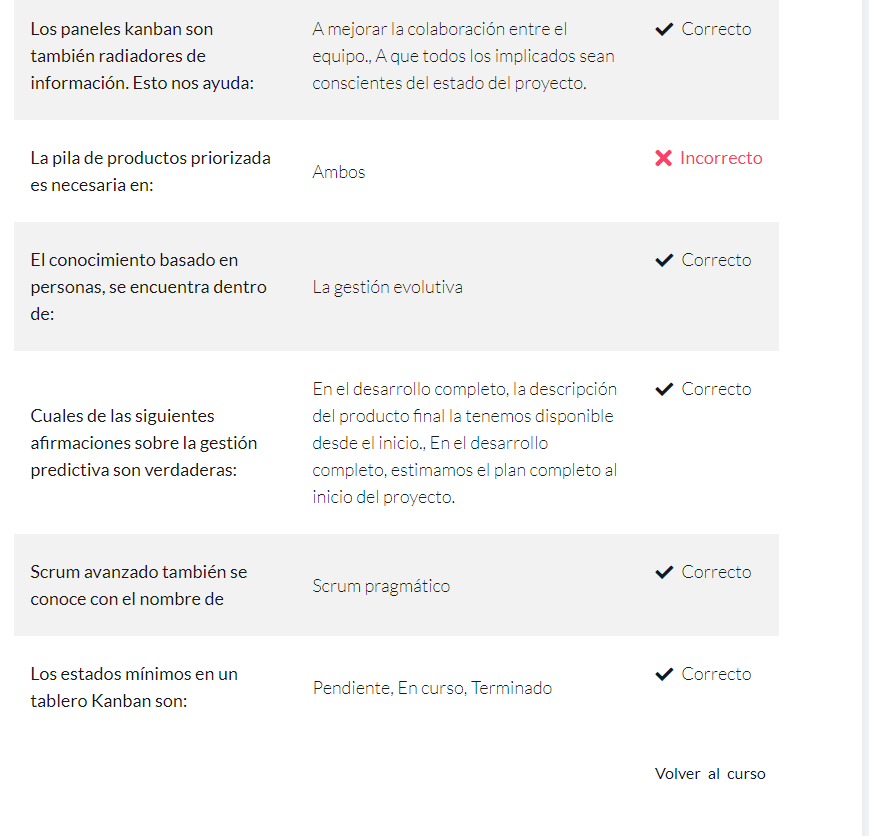 Los paneles kanban son
también radiadores de
información. Esto nos ayuda:
A mejorar la colaboración entre el
equipo., A que todos los implicados sean
conscientes del estado del proyecto.
Correcto
La pila de productos priorizada
es necesaria en:
Ambos
Incorrecto
El conocimiento basado en
personas, se encuentra dentro
de:
La gestión evolutiva
Correcto
Cuales de las siguientes
afirmaciones sobre la gestión
predictiva son verdaderas:
En el desarrollo completo, la descripción
del producto final la tenemos disponible
desde el inicio., En el desarrollo
completo, estimamos el plan completo al
inicio del proyecto.
Correcto
Scrum avanzado también se
conoce con el nombre de
Scrum pragmático
Correcto
Los estados mínimos en un
tablero Kanban son:
Pendiente, En curso, Terminado
Correcto
Volver al curso